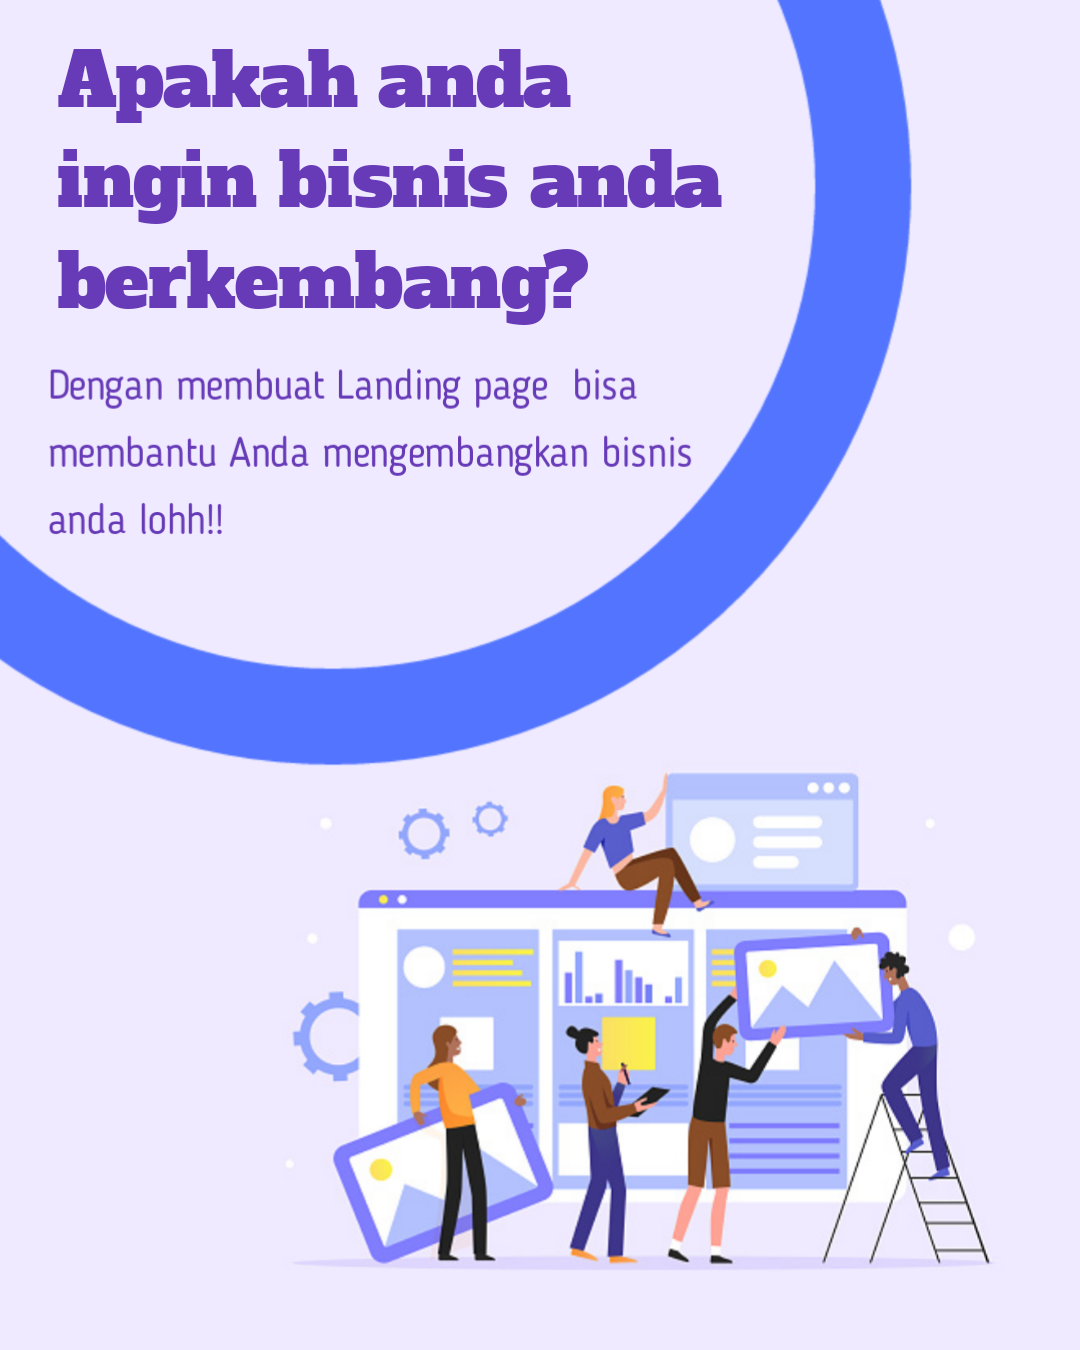 Apakah anda
ingin bisnis anda
berkembang?
Dengan membuat Landing page  bisa
membantu Anda mengembangkan bisnis
anda lohh!!